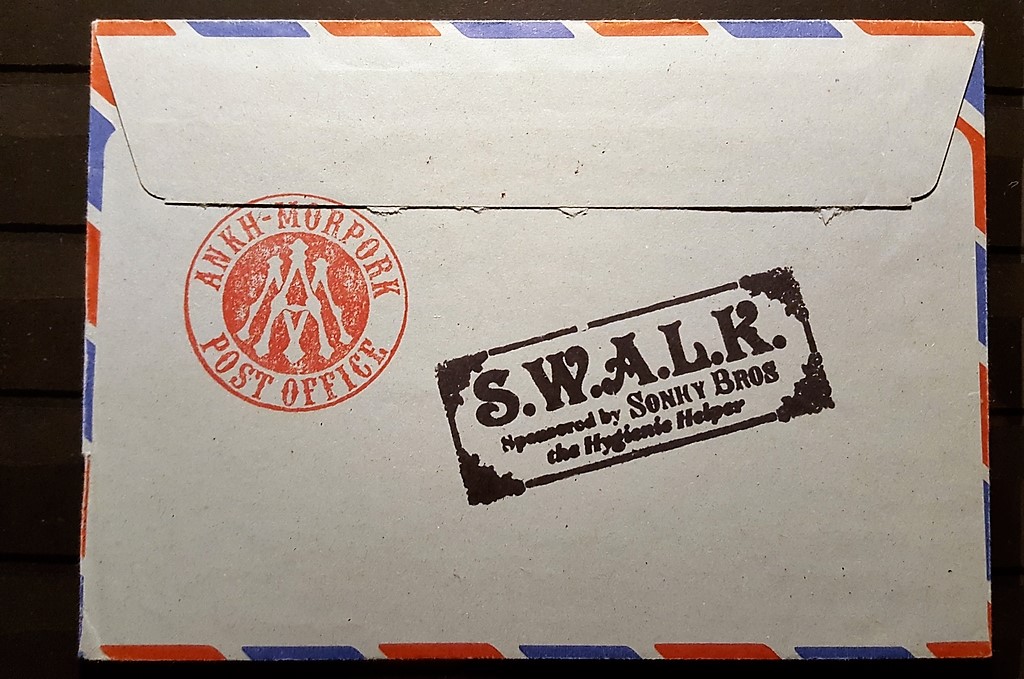 ANKH-MORPORK
POST OFFICE
S.W.A.L.K.
Sponsored by SONKY BROS
the Hygienic Helper